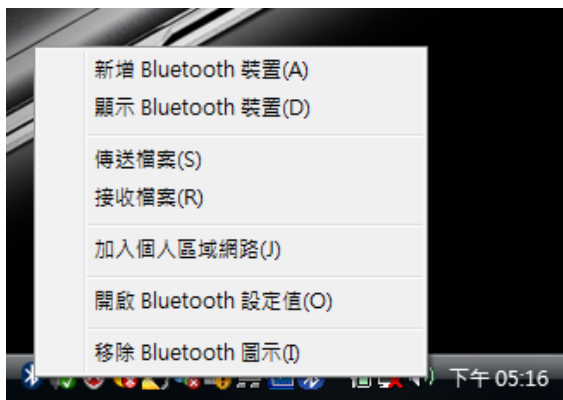 新增 Bluetooth 裝置(A)
顯示 Bluetooth 裝置(D)
傳送檔案(S)
接收檔案(R)
加入個人區域網路(J)
開啟 Bluetooth 設定值(O)
移除 Bluetooth 圖示(I)
下午 05:16